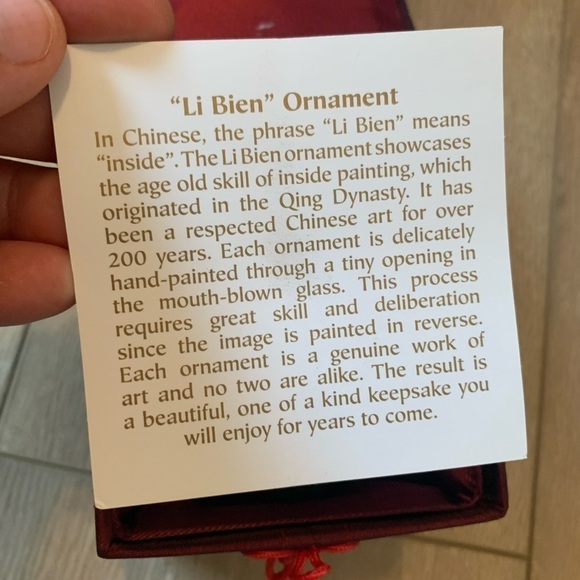 “Li Bien” Ornament
In Chinese, the phrase “Li Bien” means
“inside”. The Li Bien ornament showcases
the age old skill of inside painting, which
originated in the Qing Dynasty. It has
been a respected Chinese art for over
200 years. Each ornament is delicately
hand-painted through a tiny opening in
the mouth-blown glass. This process
requires great skill and deliberation
since the image is painted in reverse.
Each ornament is a genuine work of
art and no two are alike. The result is
a beautiful, one of a kind keepsake you
will enjoy for years to come.